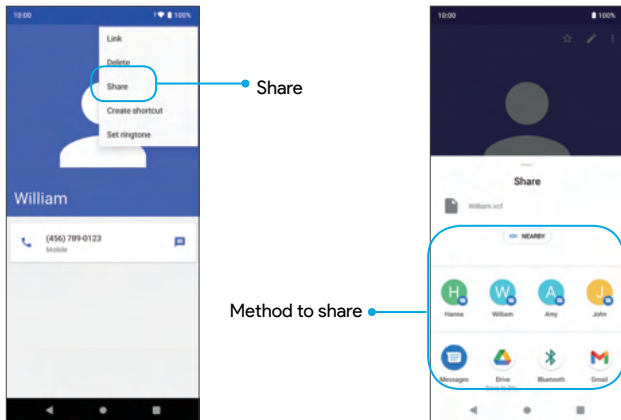 10:00
100%
Link
Delete
Share
Create shortcut
Set ringtone
William
(456) 789-0123
Mobile
Share
Method to share
10:00
100%
Share
William.vcf
NEARBY
Hanna William Amy John
Messages Drive Bluetooth Gmail